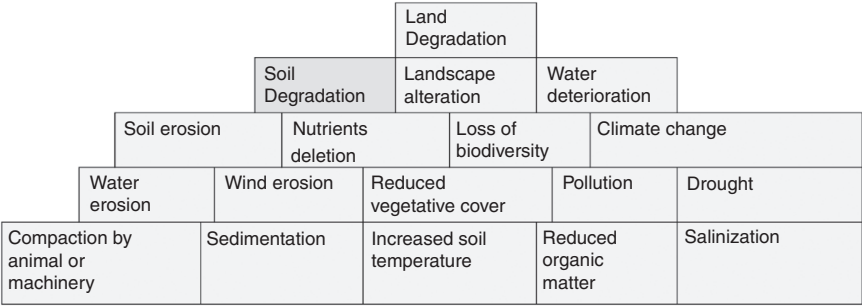 Land
Degradation
Soil
Degradation
Landscape
alteration
Water
deterioration
Soil erosion
Nutrients
deletion
Loss of
biodiversity
Climate change
Water
erosion
Wind erosion
Reduced
vegetative cover
Pollution
Drought
Compaction by
animal or
machinery
Sedimentation
Increased soil
temperature
Reduced
organic
matter
Salinization